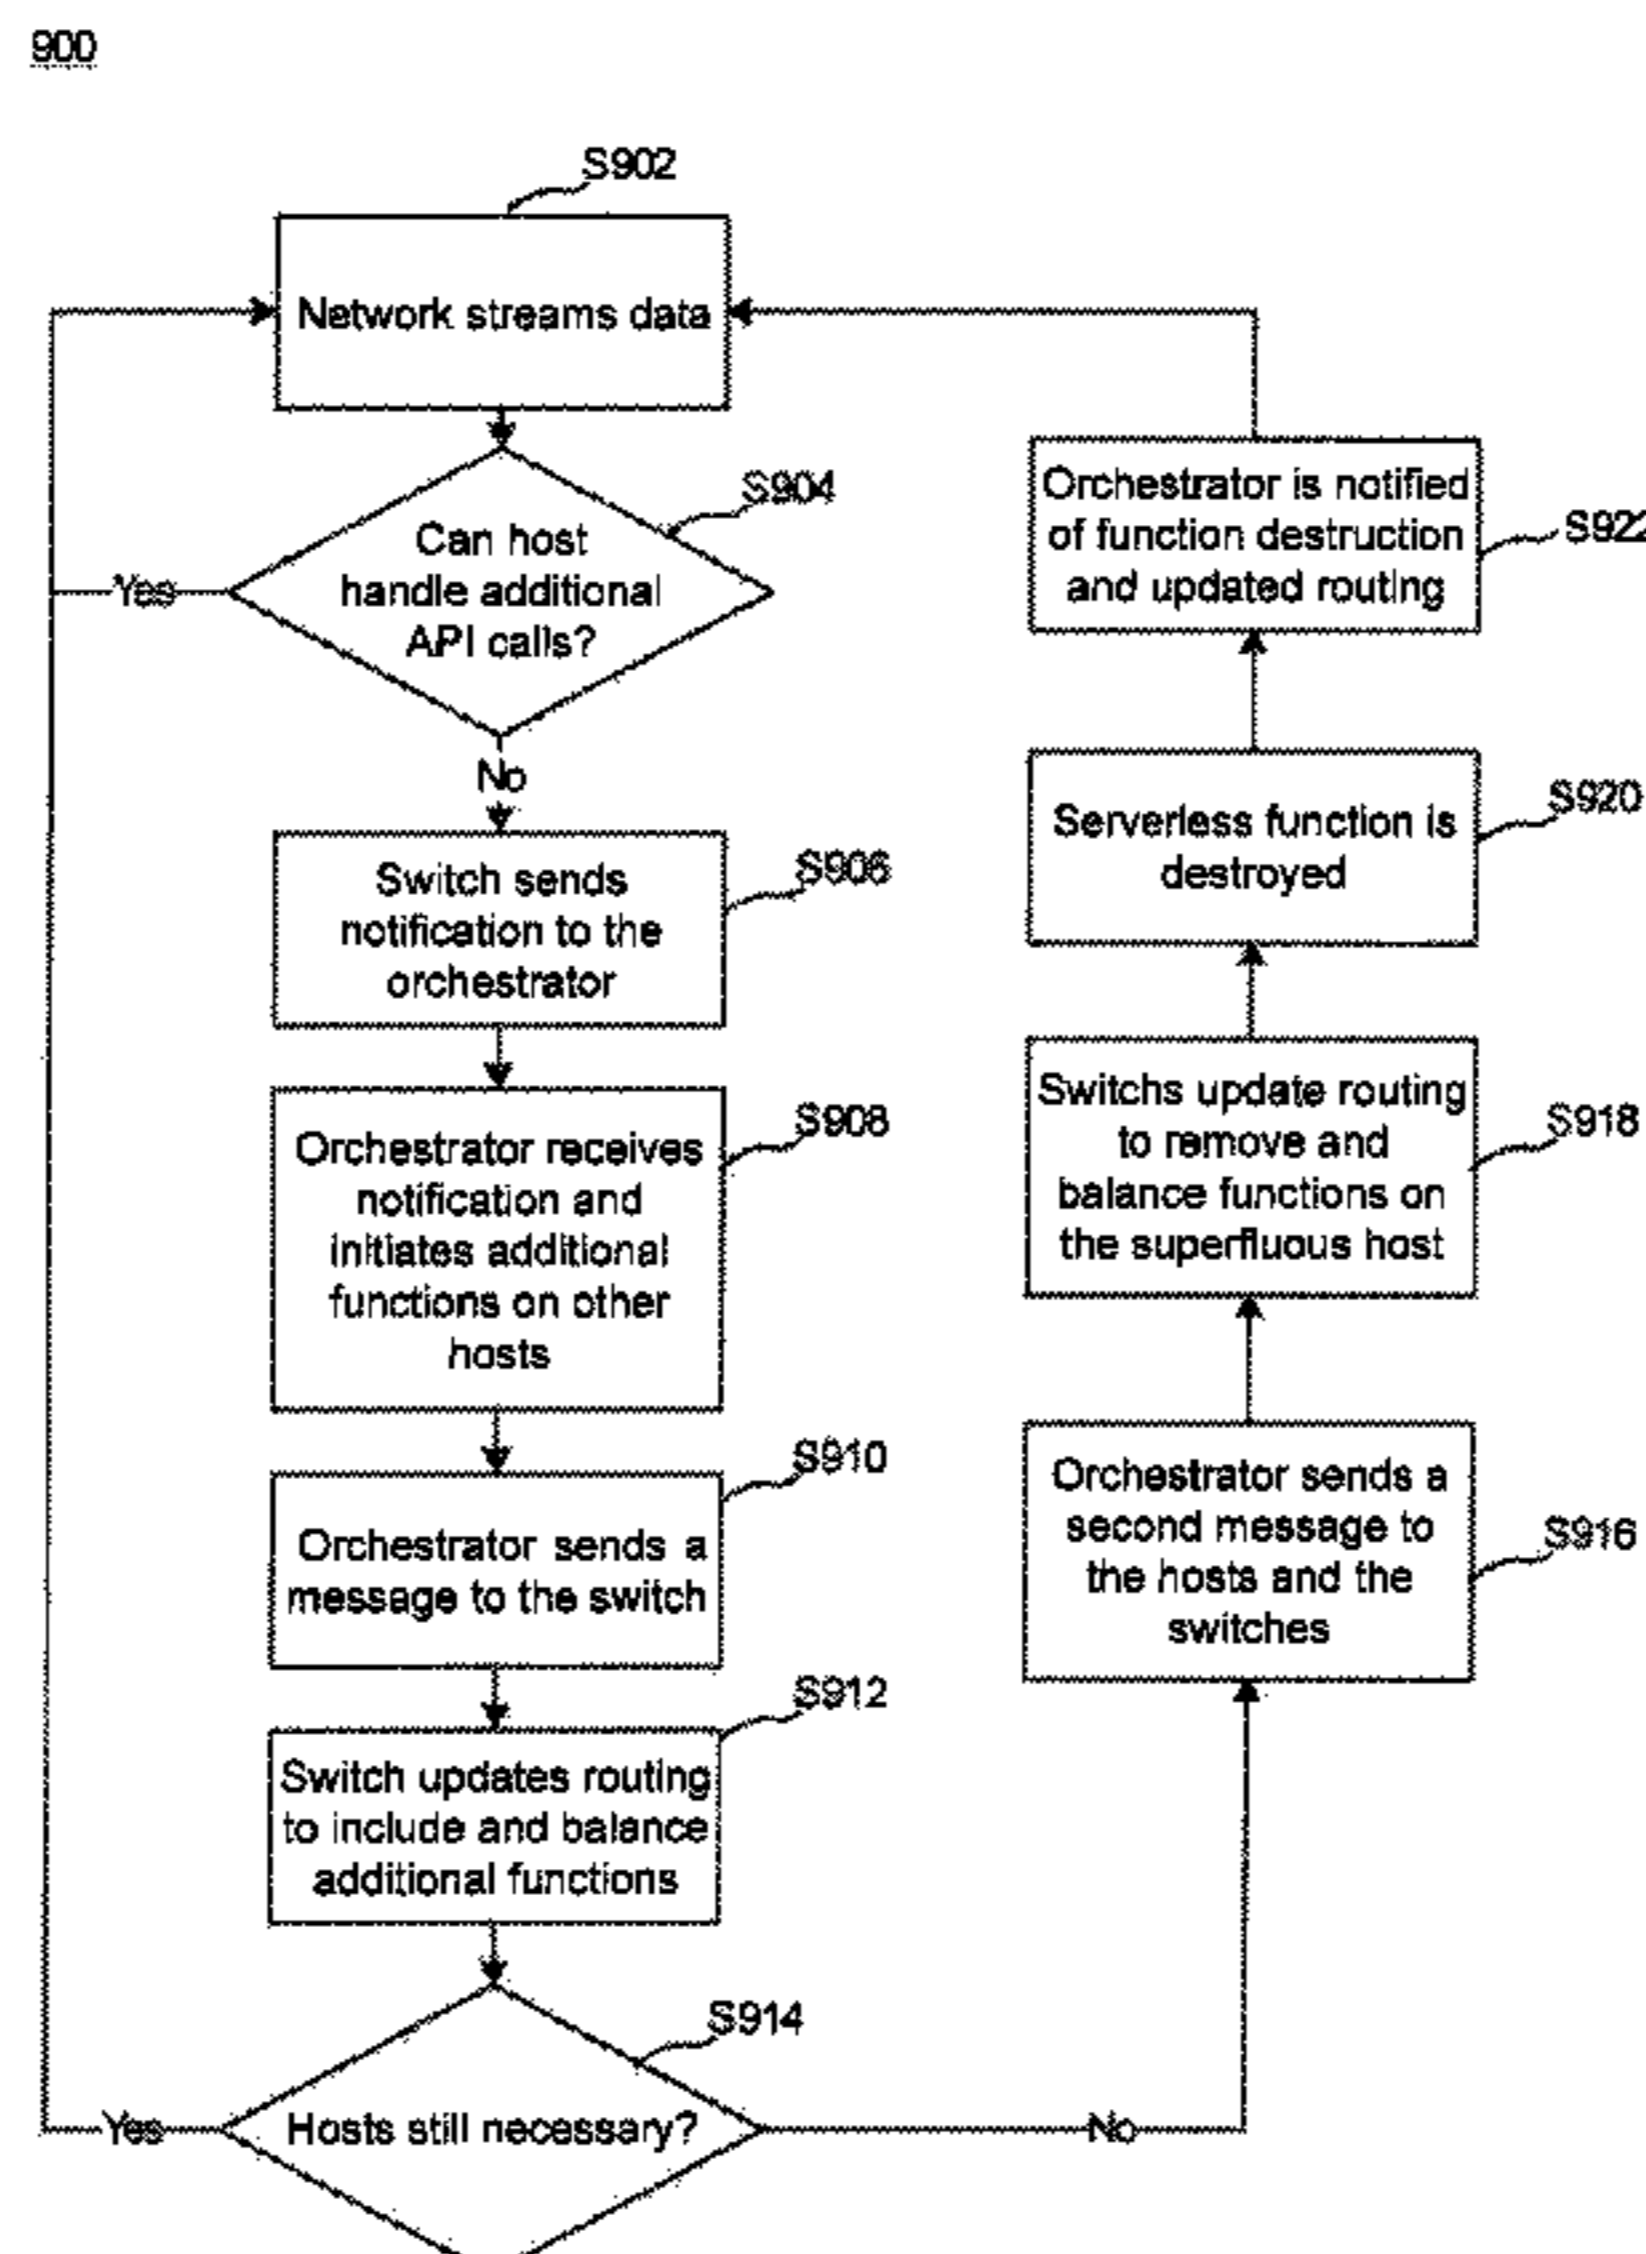 900
S902
Network streams data
S904
Can host
handle additional
API calls?
Yes
No
S906
Switch sends
notification to the
orchestrator
S908
Orchestrator receives
notification and
initiates additional
functions on other
hosts
S910
Orchestrator sends a
message to the switch
S912
Switch updates routing
to include and balance
additional functions
S914
Hosts still necessary?
Yes
No
S916
Orchestrator sends a
second message to
the hosts and the
switches
S918
Switchs update routing
to remove and
balance functions on
the superfluous host
S920
Serverless function is
destroyed
S922
Orchestrator is notified
of function destruction
and updated routing